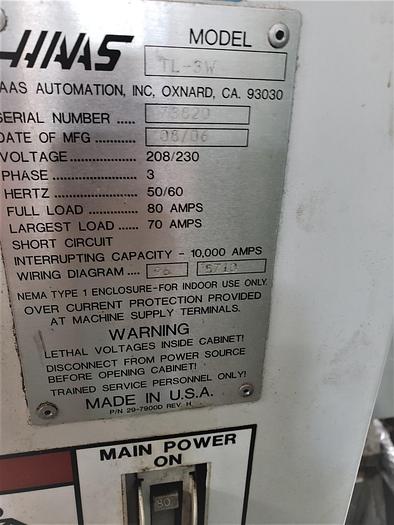 HAAS
MODEL
TL-3W
AAS AUTOMATION, INC, OXNARD, CA. 93030
SERIAL NUMBER .....
DATE OF MFG ..... 08/06
VOLTAGE ............ 208/230
PHASE ................ 3
HERTZ ................ 50/60
FULL LOAD .......... 80 AMPS
LARGEST LOAD .. 70 AMPS
SHORT CIRCUIT
INTERRUPTING CAPACITY - 10,000 AMPS
WIRING DIAGRAM .... 96 ....
NEMA TYPE 1 ENCLOSURE-FOR INDOOR USE ONLY
OVER CURRENT PROTECTION PROVIDED
AT MACHINE SUPPLY TERMINALS.
WARNING
LETHAL VOLTAGES INSIDE CABINET!
DISCONNECT FROM POWER SOURCE
BEFORE OPENING CABINET!
TRAINED SERVICE PERSONNEL ONLY!
MADE IN U.S.A.
P/N 29-7900D REV H
MAIN POWER
ON
80